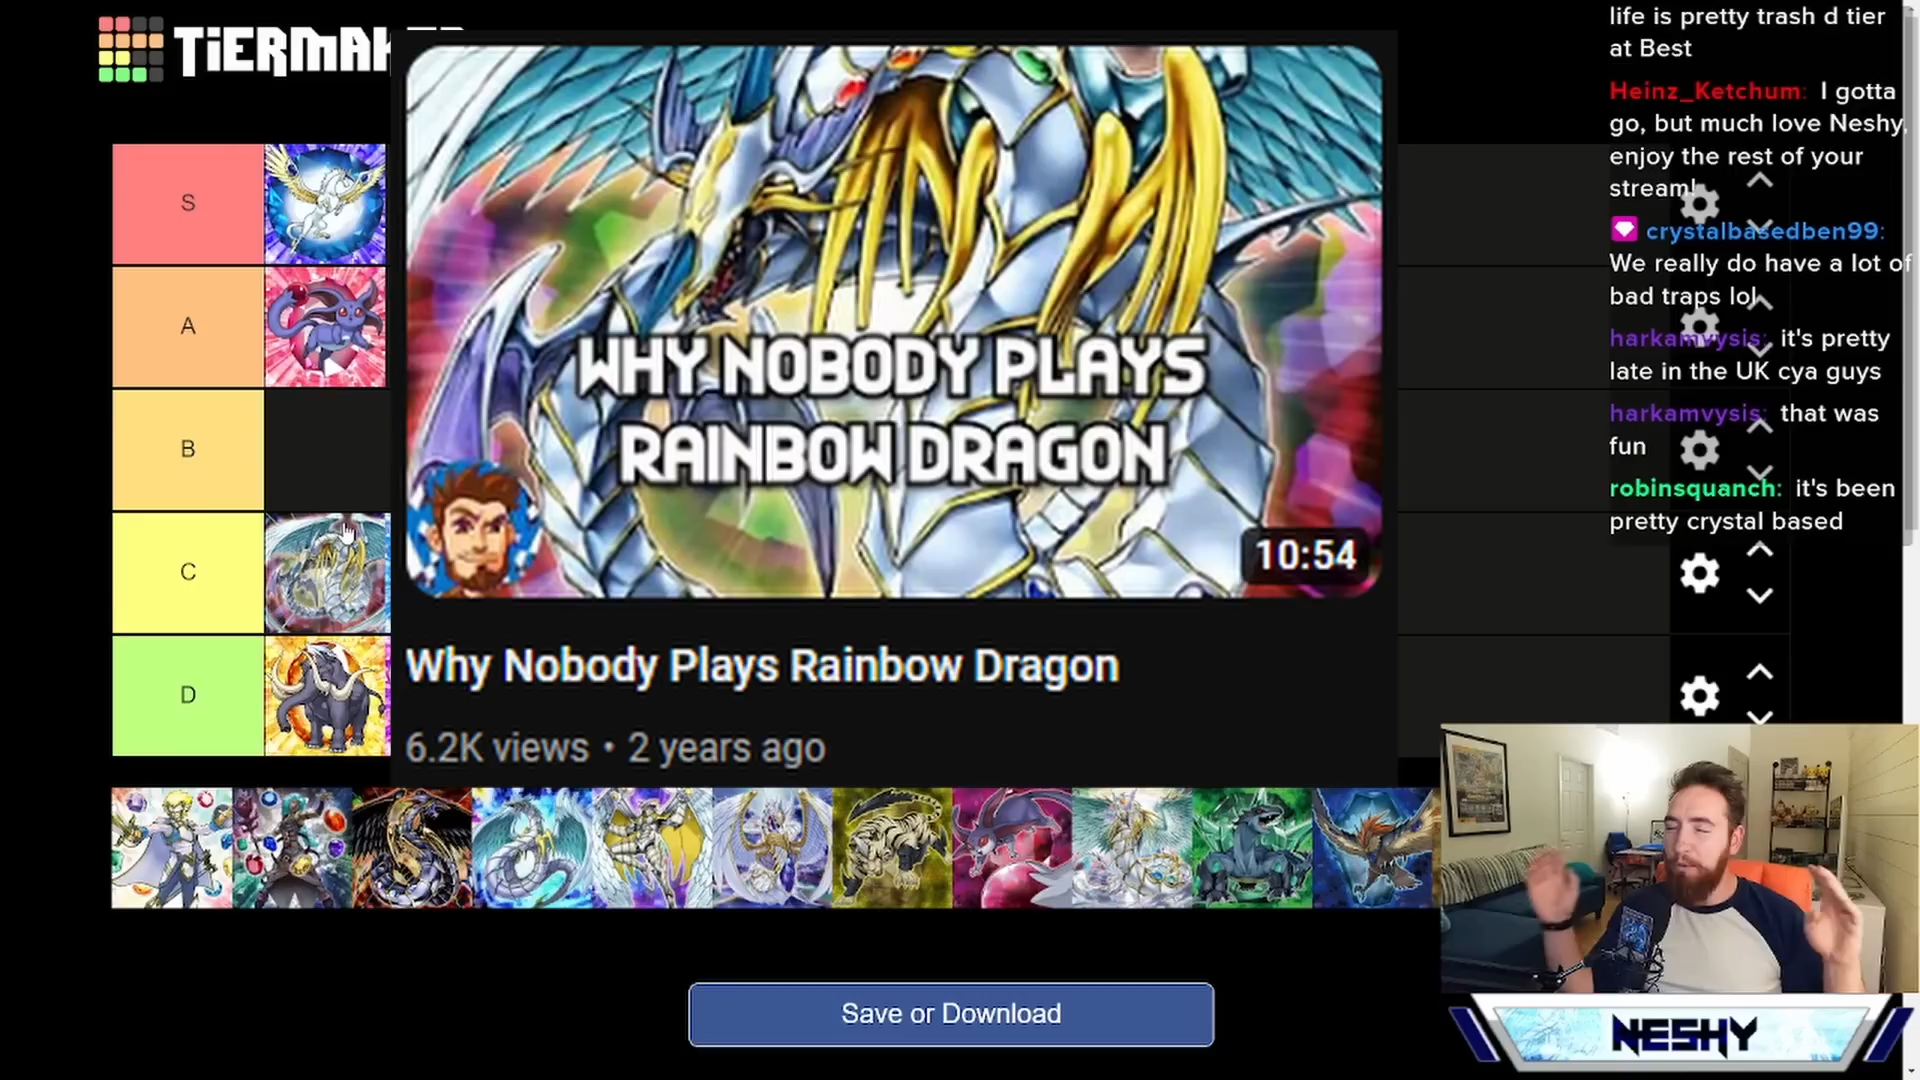 TiERMAK
S
A
B
C
D
WHY NOBODY PLAYS
RAINBOW DRAGON
10:54
Why Nobody Plays Rainbow Dragon
6.2K views • 2 years ago
life is pretty trash d tier
at Best
Heinz_Ketchum: I gotta
go, but much love Neshy,
enjoy the rest of your
stream!
crystalbasedben99:
We really do have a lot of
bad traps lol
harkamvysis: it's pretty
late in the UK cya guys
harkamvysis: that was
fun
robinsquanch: it's been
pretty crystal based
Save or Download
NESHY